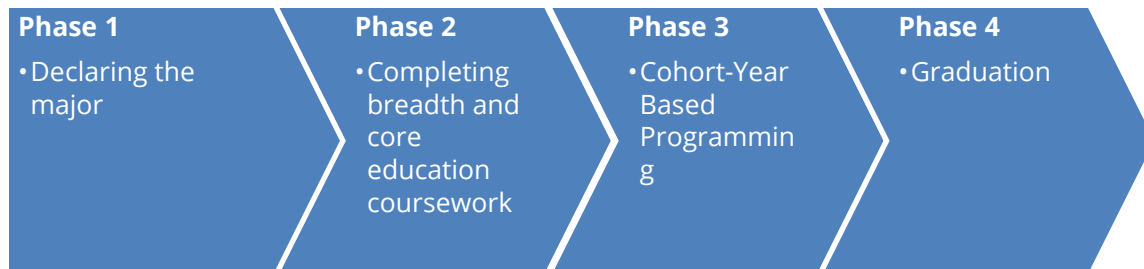 Phase 1
•Declaring the
major
Phase 2
•Completing
breadth and
core
education
coursework
Phase 3
•Cohort-Year
Based
Programmin
g
Phase 4
•Graduation